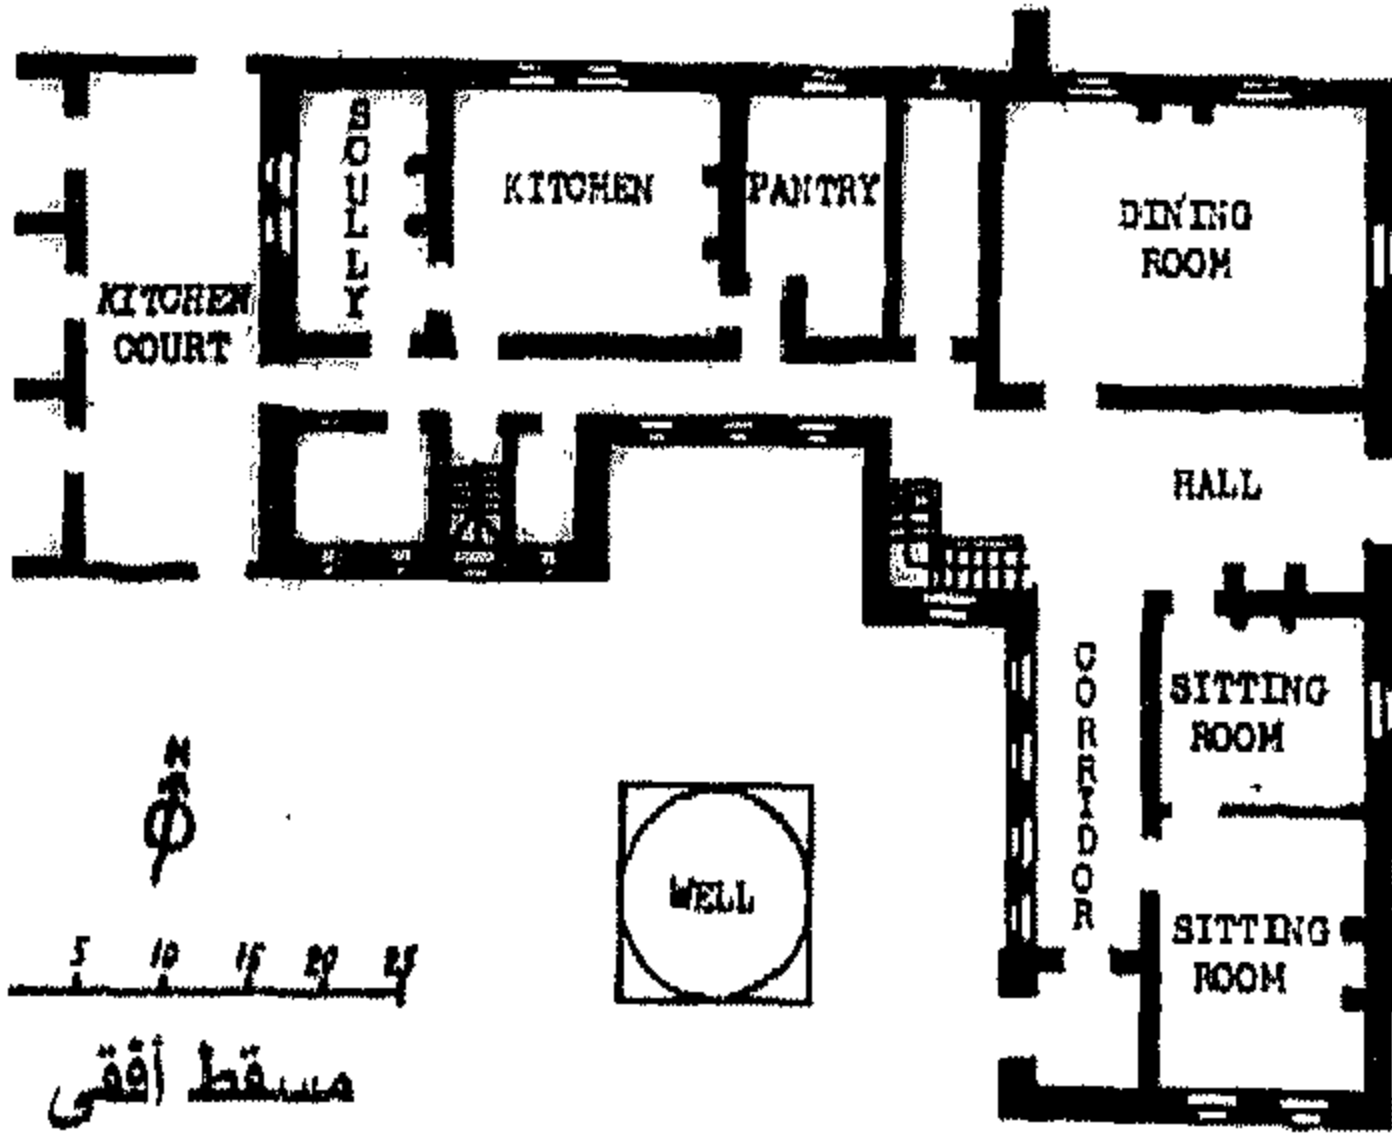 SCULLY
KITCHEN
PANTRY
DINING
ROOM
KITCHEN
COURT
HALL
CORRIDOR
SITTING
ROOM
WELL
SITTING
ROOM
N
5 10 15 20 25
مسقط أفقى